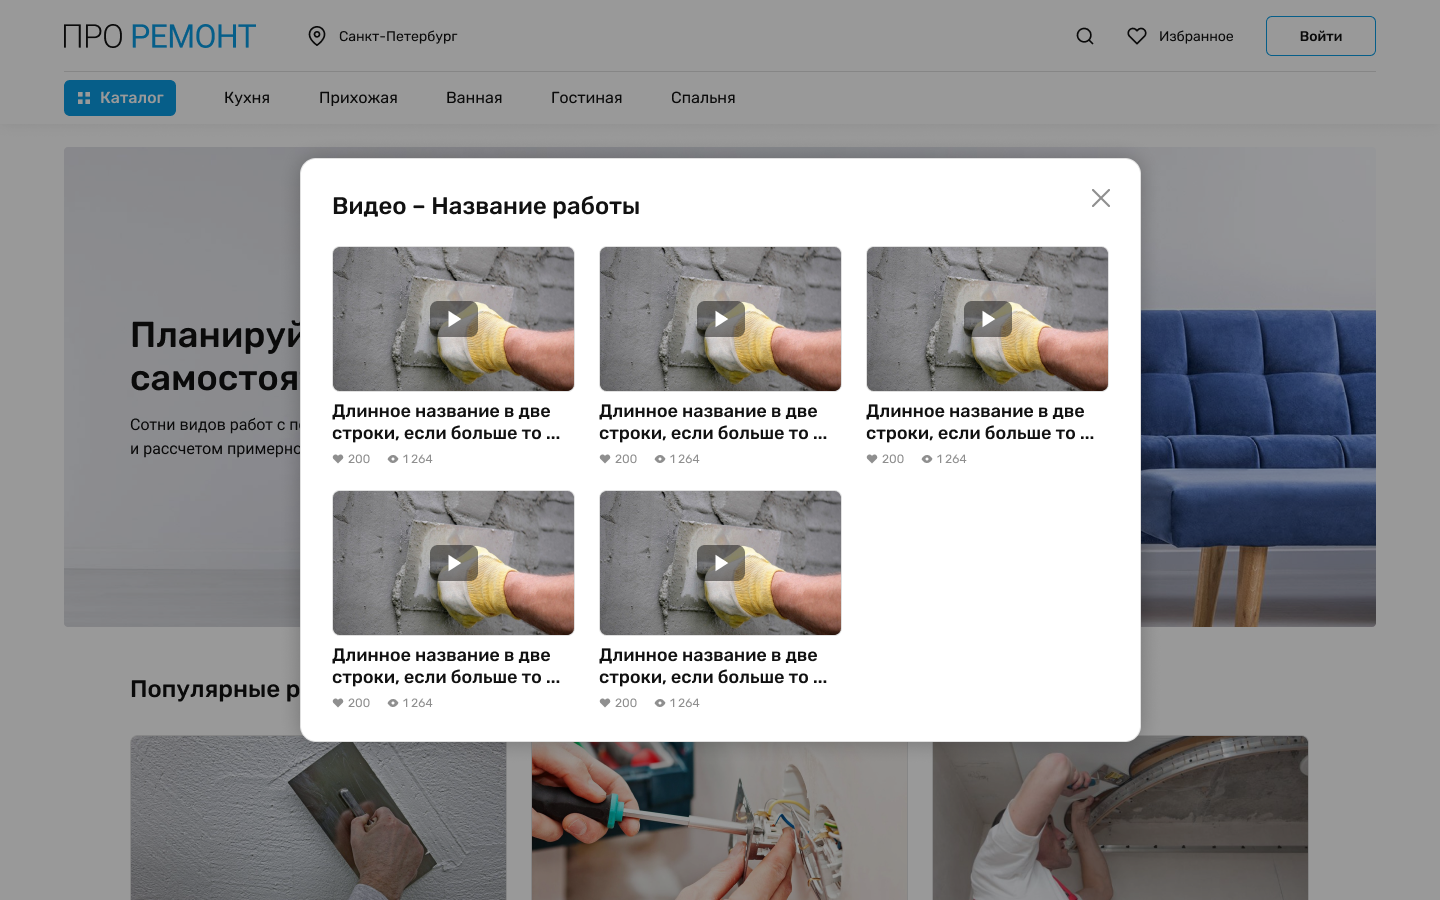 ПРО РЕМОНТ
Санкт-Петербург
Избранное
Войти
Каталог
Кухня
Прихожая
Ванная
Гостиная
Спальня
Видео – Название работы
Планируй
самостоя
Сотни видов работ с п
и рассчетом примерно
Длинное название в две
строки, если больше то ...
200
1 264
Длинное название в две
строки, если больше то ...
200
1 264
Длинное название в две
строки, если больше то ...
200
1 264
Длинное название в две
строки, если больше то ...
200
1 264
Длинное название в две
строки, если больше то ...
200
1 264
Популярные р